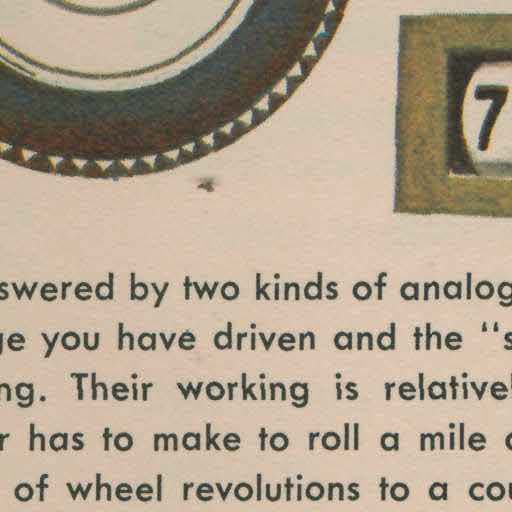 7
swered by two kinds of analog
ge you have driven and the "s
ng. Their working is relativel
r has to make to roll a mile
of wheel revolutions to a cou